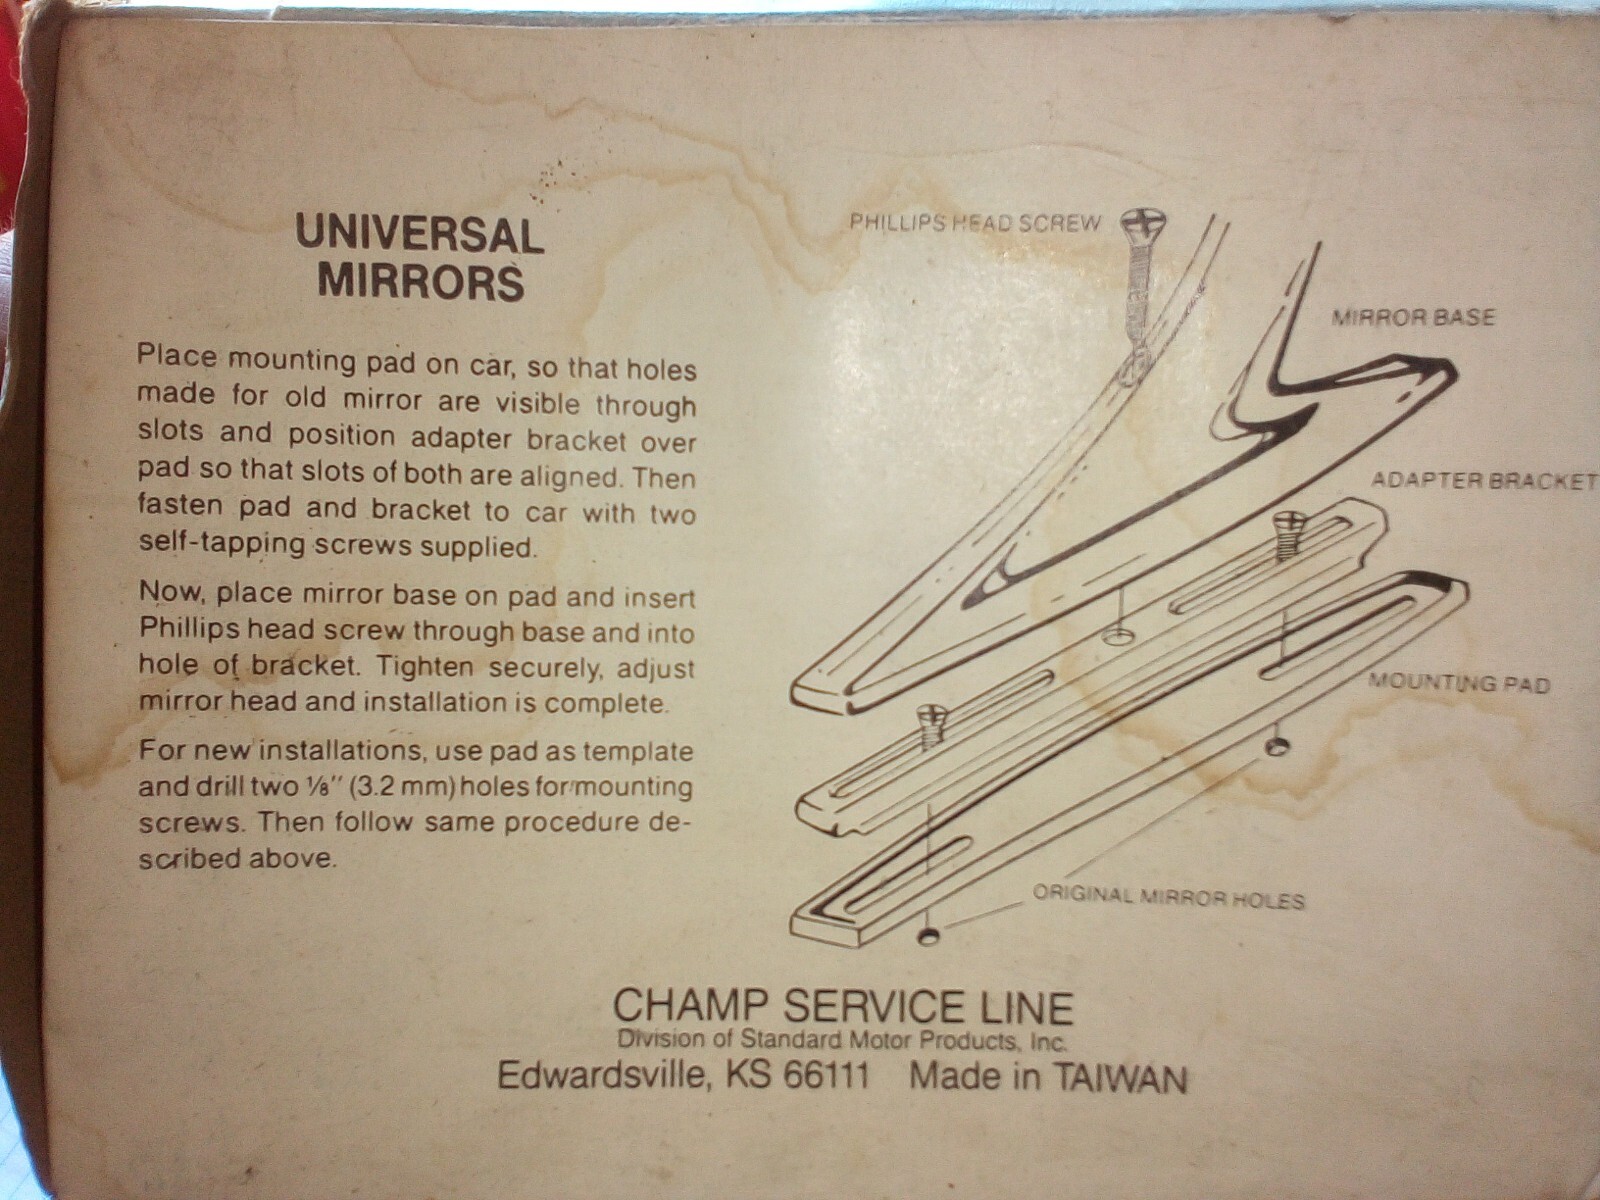 UNIVERSAL
MIRRORS
Place mounting pad on car, so that holes
made for old mirror are visible through
slots and position adapter bracket over
pad so that slots of both are aligned. Then
fasten pad and bracket to car with two
self-tapping screws supplied.
Now, place mirror base on pad and insert
Phillips head screw through base and into
hole of bracket. Tighten securely, adjust
mirror head and installation is complete.
For new installations, use pad as template
and drill two ⅛" (3.2 mm) holes for mounting
screws. Then follow same procedure de-
scribed above.
PHILLIPS HEAD SCREW
MIRROR BASE
ADAPTER BRACKET
MOUNTING PAD
ORIGINAL MIRROR HOLES
CHAMP SERVICE LINE
Division of Standard Motor Products, Inc.
Edwardsville, KS 66111 Made in TAIWAN